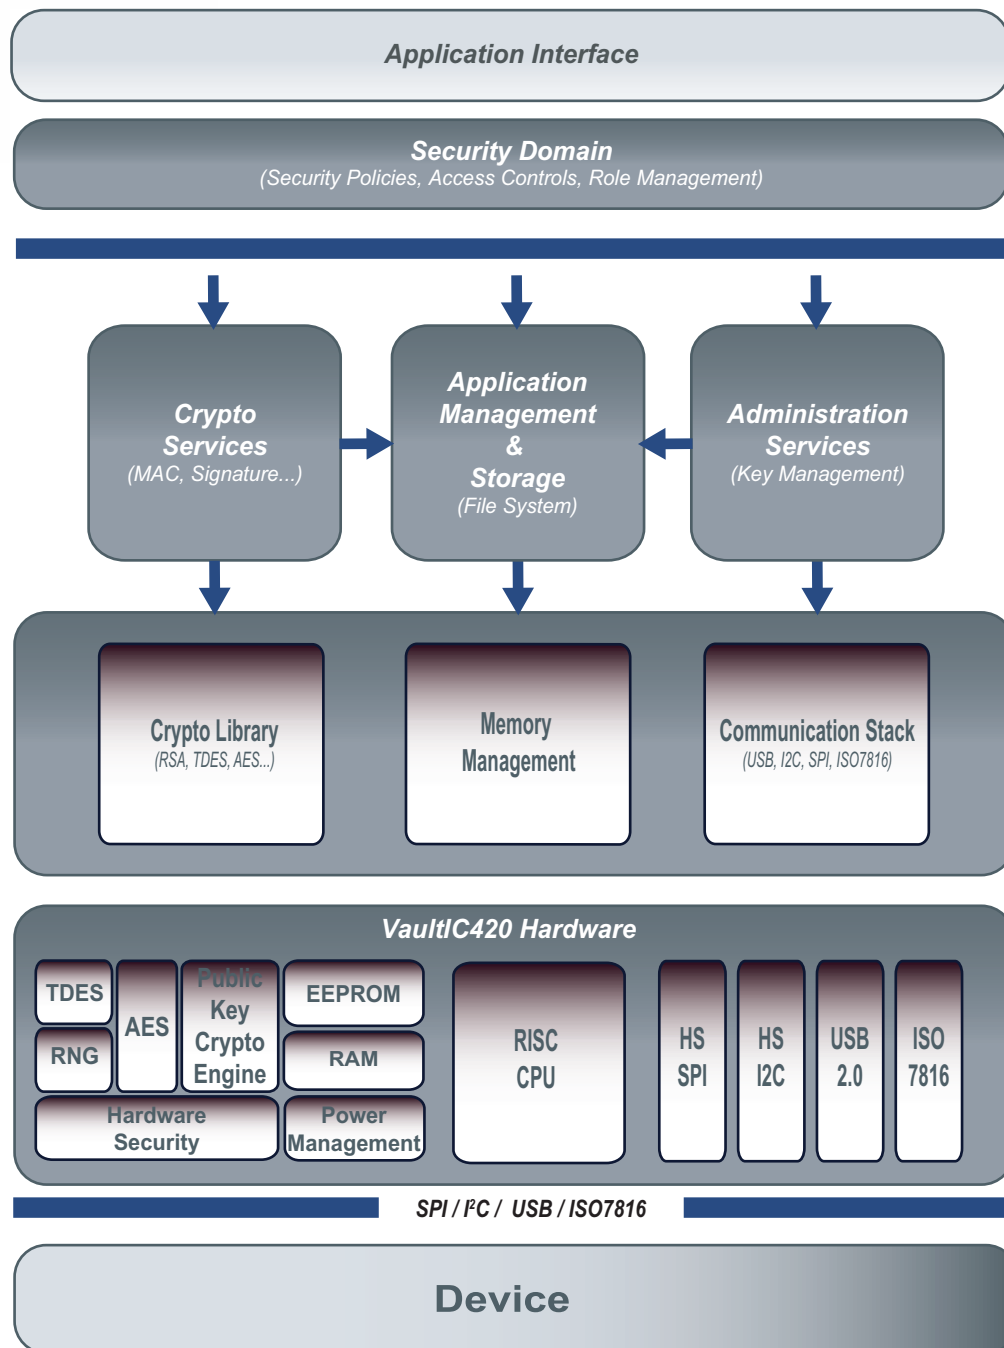 Application Interface
Security Domain
(Security Policies, Access Controls, Role Management)
Crypto
Services
(MAC, Signature...)
Application
Management
&
Storage
(File System)
Administration
Services
(Key Management)
Crypto Library
(RSA, TDES, AES...)
Memory
Management
Communication Stack
(USB, I2C, SPI, ISO7816)
VaultIC420 Hardware
TDES
RNG
AES
Public
Key
Crypto
Engine
Hardware
Security
EEPROM
RAM
Power
Management
RISC
CPU
HS
SPI
HS
I2C
USB
2.0
ISO
7816
SPI / I²C / USB / ISO7816
Device